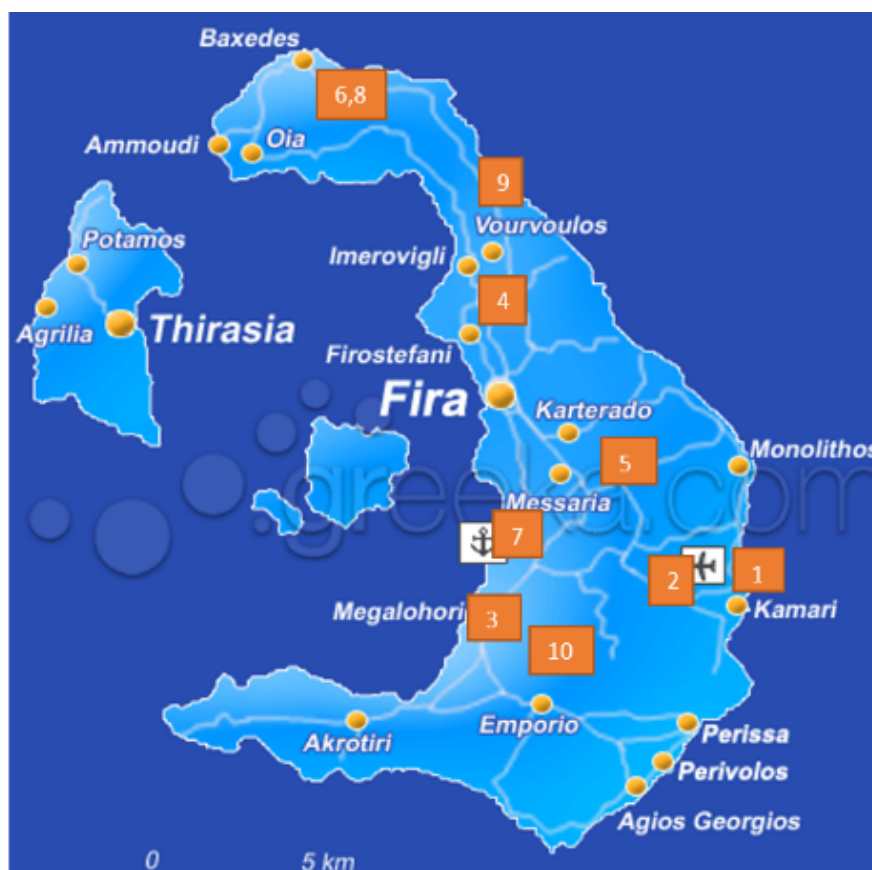 Baxedes
6,8
Ammoudi
Oia
9
Vourvoulos
Potamos
Imerovigli
4
Agrilia
Thirasia
Firostefani
Fira
Karterado
Monolithos
5
.greeka.com
Messaria
7
2
1
Kamari
Megalohori
3
10
Akrotiri
Emporio
Perissa
Perivolos
Agios Georgios
0
5 km